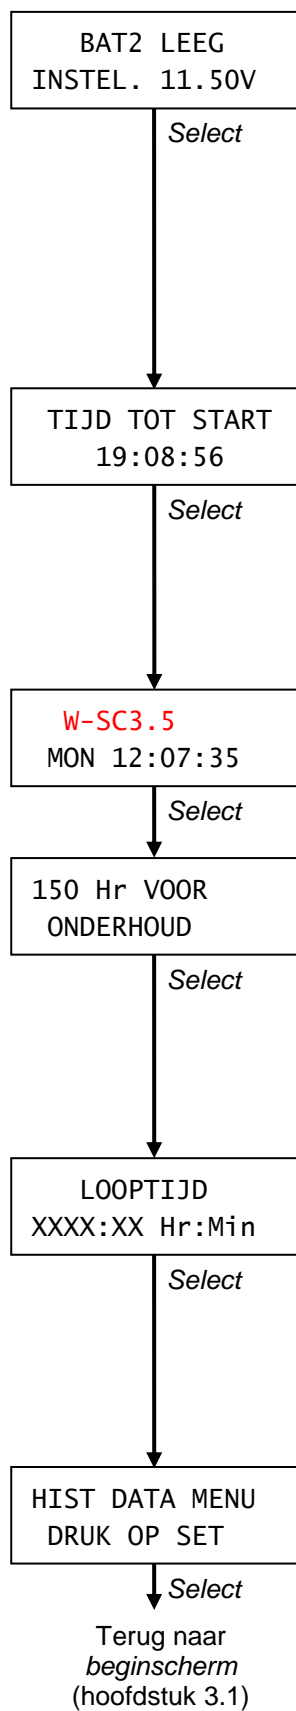 BAT2 LEEG
INSTEL. 11.50V
Select
TIJD TOT START
19:08:56
Select
W-SC3.5
MON 12:07:35
Select
150 Hr VOOR
ONDERHOUD
Select
LOOPTIJD
XXXX:XX Hr:Min
Select
HIST DATA MENU
DRUK OP SET
Select
Terug naar
beginscherm
(hoofdstuk 3.1)